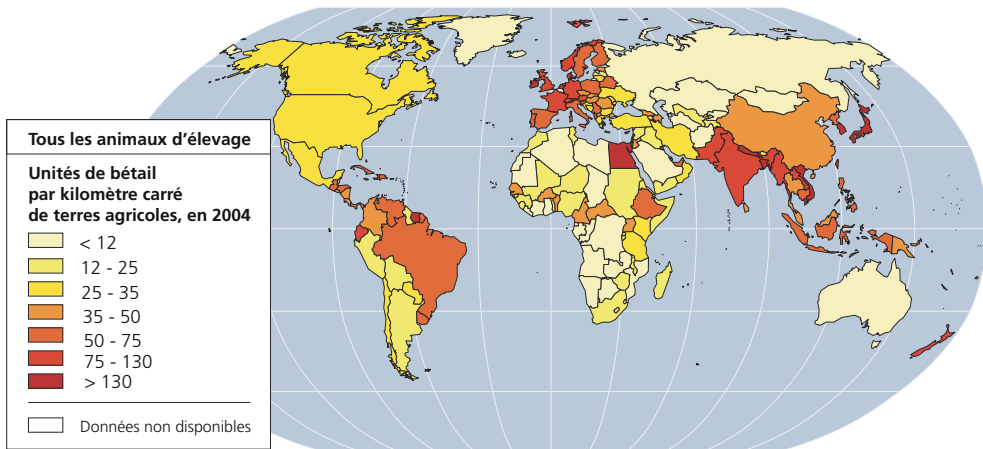 Tous les animaux d'élevage
Unités de bétail
par kilomètre carré
de terres agricoles, en 2004
< 12
12 - 25
25 - 35
35 - 50
50 - 75
75 - 130
> 130
Données non disponibles